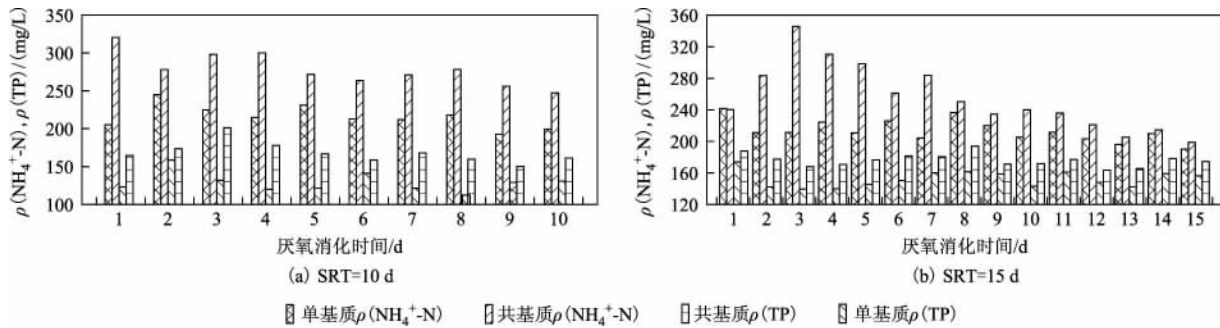 ρ(NH₄⁺-N), ρ(TP)/(mg/L)
350
300
250
200
150
100
1 2 3 4 5 6 7 8 9 10
厌氧消化时间/d
(a) SRT=10 d
ρ(NH₄⁺-N), ρ(TP)/(mg/L)
360
320
280
240
200
160
120
1 2 3 4 5 6 7 8 9 10 11 12 13 14 15
厌氧消化时间/d
(b) SRT=15 d
单基质ρ(NH₄⁺-N) 共基质ρ(NH₄⁺-N) 共基质ρ(TP) 单基质ρ(TP)